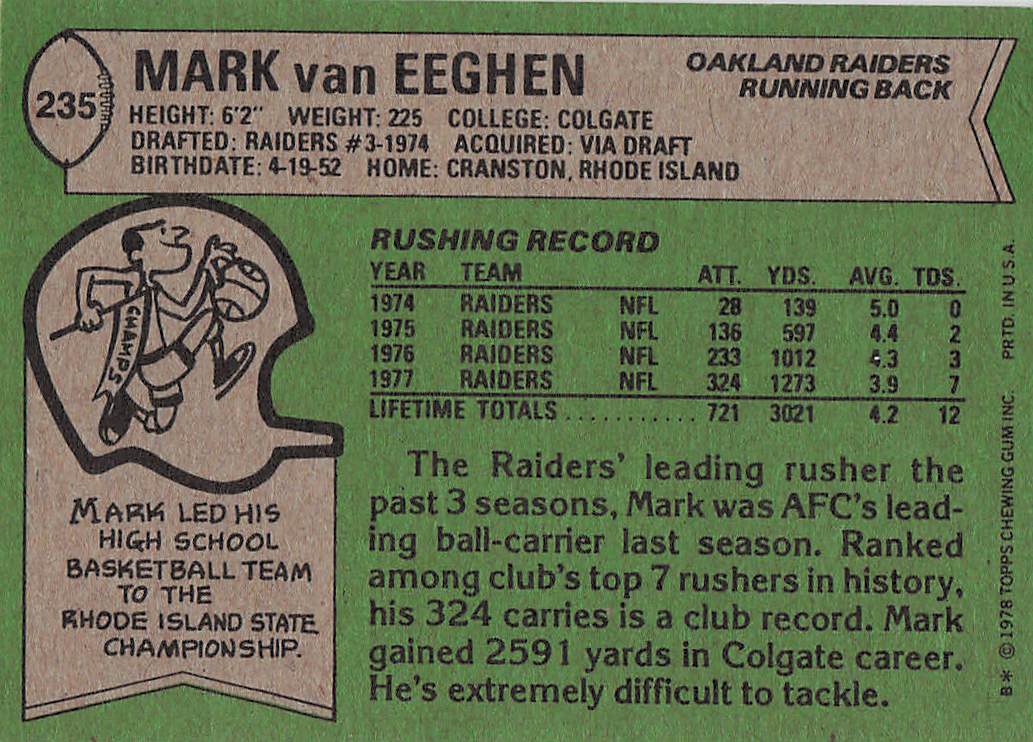 235
MARK van EEGHEN
OAKLAND RAIDERS
RUNNING BACK
HEIGHT: 6'2" WEIGHT: 225 COLLEGE: COLGATE
DRAFTED: RAIDERS #3-1974 ACQUIRED: VIA DRAFT
BIRTHDATE: 4-19-52 HOME: CRANSTON, RHODE ISLAND
CHAMPS
MARK LED HIS
HIGH SCHOOL
BASKETBALL TEAM
TO THE
RHODE ISLAND STATE
CHAMPIONSHIP.
RUSHING RECORD
YEAR TEAM ATT. YDS. AVG. TDS.
1974 RAIDERS NFL 28 139 5.0 0
1975 RAIDERS NFL 136 597 4.4 2
1976 RAIDERS NFL 233 1012 4.3 3
1977 RAIDERS NFL 324 1273 3.9 7
LIFETIME TOTALS ........... 721 3021 4.2 12
The Raiders' leading rusher the
past 3 seasons, Mark was AFC's lead-
ing ball-carrier last season. Ranked
among club's top 7 rushers in history,
his 324 carries is a club record. Mark
gained 2591 yards in Colgate career.
He's extremely difficult to tackle.
B* © 1978 TOPPS CHEWING GUM INC. PRTD. IN U.S.A.